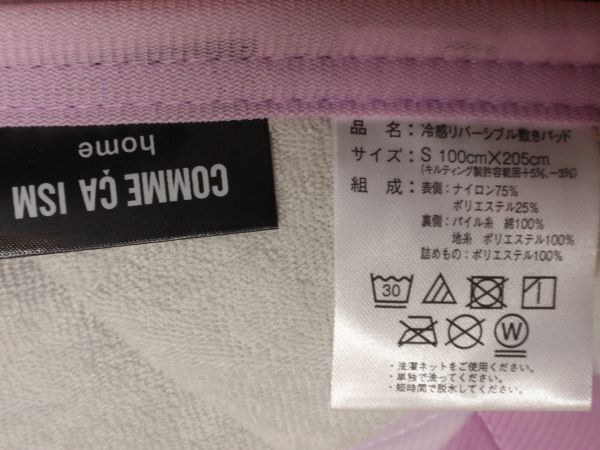 COMME ÇA ISM
home
品 名：冷感リバーシブル敷きパッド
サイズ：S 100cm×205cm
(キルティング製許容範囲+5%、-3%)
組 成：表側：ナイロン75%
ポリエステル25%
裏側：パイル糸 綿100%
地糸 ポリエステル100%
詰めもの：ポリエステル100%
30
W
・洗濯ネットをご使用ください。
・単独で洗ってください。
・短時間で脱水してください。